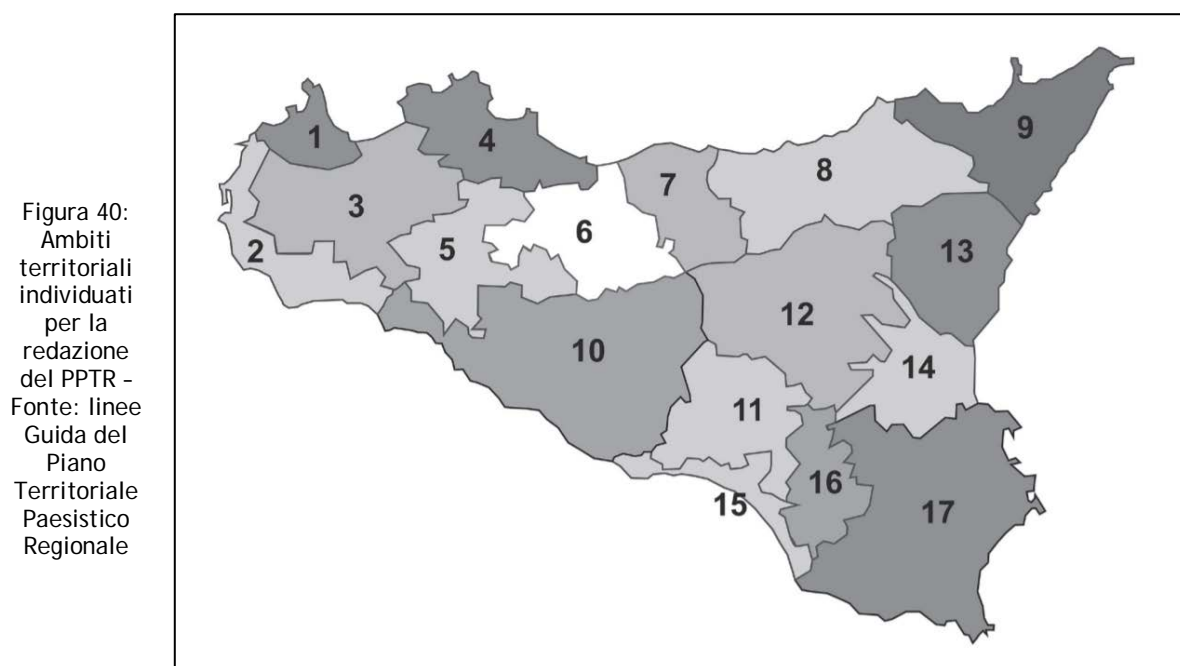 Figura 40:
Ambiti
territoriali
individuati
per la
redazione
del PPTR –
Fonte: linee
Guida del
Piano
Territoriale
Paesistico
Regionale
1
2
3
4
5
6
7
8
9
10
11
12
13
14
15
16
17